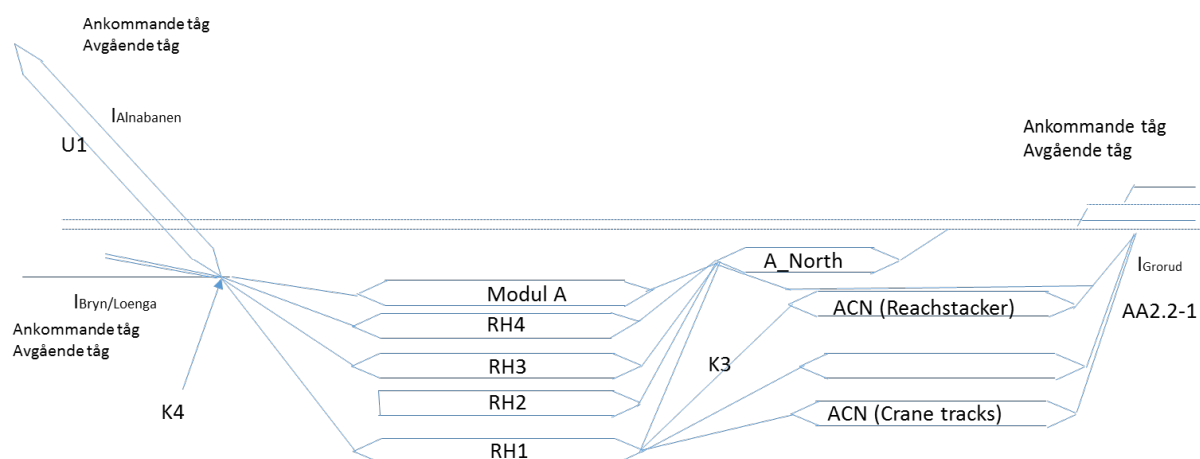 Ankommande tåg
Avgående tåg
IAlnabanen
U1
Ankommande tåg
Avgående tåg
A_North
IGrorud
Modul A
IBryn/Loenga
ACN (Reachstacker)
AA2.2-1
RH4
Ankommande tåg
Avgående tåg
RH3
K3
RH2
K4
ACN (Crane tracks)
RH1